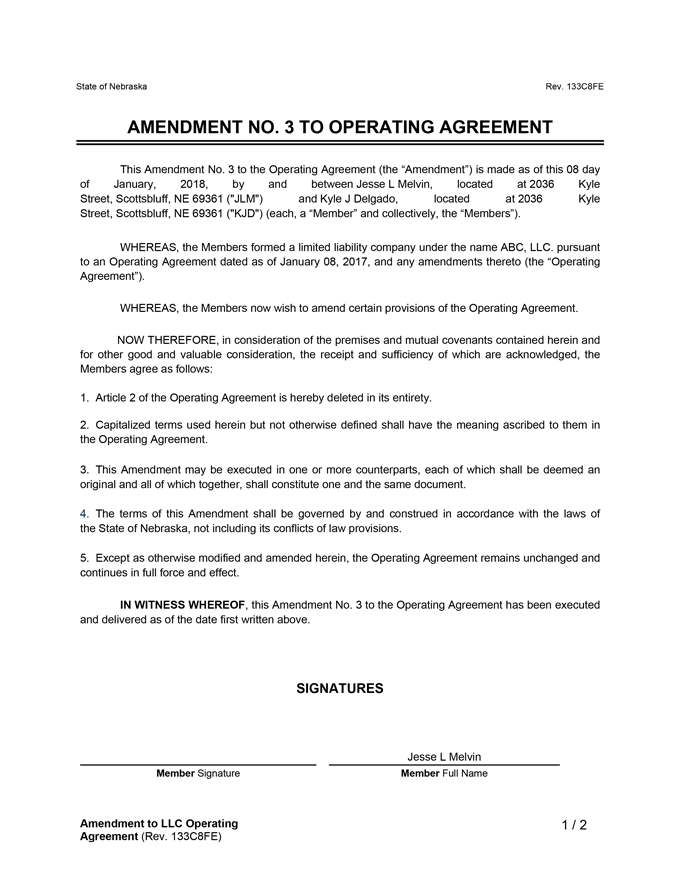 State of Nebraska Rev. 133C8FE
AMENDMENT NO. 3 TO OPERATING AGREEMENT
This Amendment No. 3 to the Operating Agreement (the “Amendment”) is made as of this 08 day
of January, 2018, by and between Jesse L Melvin, located at 2036 Kyle
Street, Scottsbluff, NE 69361 ("JLM") and Kyle J Delgado, located at 2036 Kyle
Street, Scottsbluff, NE 69361 ("KJD") (each, a “Member” and collectively, the “Members”).
WHEREAS, the Members formed a limited liability company under the name ABC, LLC. pursuant
to an Operating Agreement dated as of January 08, 2017, and any amendments thereto (the “Operating
Agreement”).
WHEREAS, the Members now wish to amend certain provisions of the Operating Agreement.
NOW THEREFORE, in consideration of the premises and mutual covenants contained herein and
for other good and valuable consideration, the receipt and sufficiency of which are acknowledged, the
Members agree as follows:
1. Article 2 of the Operating Agreement is hereby deleted in its entirety.
2. Capitalized terms used herein but not otherwise defined shall have the meaning ascribed to them in
the Operating Agreement.
3. This Amendment may be executed in one or more counterparts, each of which shall be deemed an
original and all of which together, shall constitute one and the same document.
4. The terms of this Amendment shall be governed by and construed in accordance with the laws of
the State of Nebraska, not including its conflicts of law provisions.
5. Except as otherwise modified and amended herein, the Operating Agreement remains unchanged and
continues in full force and effect.
IN WITNESS WHEREOF, this Amendment No. 3 to the Operating Agreement has been executed
and delivered as of the date first written above.
SIGNATURES
Jesse L Melvin
Member Signature Member Full Name
Amendment to LLC Operating 1 / 2
Agreement (Rev. 133C8FE)